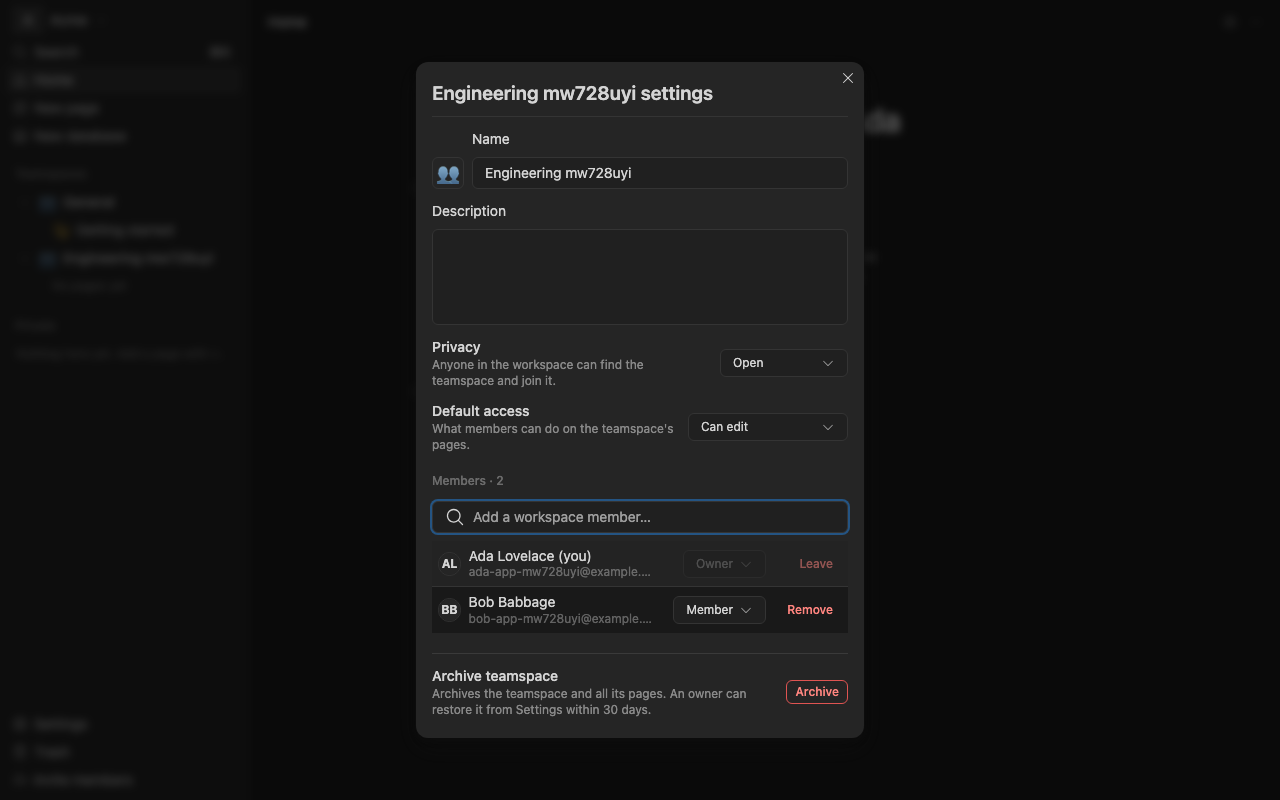 Engineering mw728uyi settings
Name
Engineering mw728uyi
Description
Privacy
Anyone in the workspace can find the
teamspace and join it.
Open
Default access
What members can do on the teamspace's
pages.
Can edit
Members · 2
Add a workspace member...
AL
Ada Lovelace (you)
ada-app-mw728uyi@example....
Owner
Leave
BB
Bob Babbage
bob-app-mw728uyi@example....
Member
Remove
Archive teamspace
Archives the teamspace and all its pages. An owner can
restore it from Settings within 30 days.
Archive